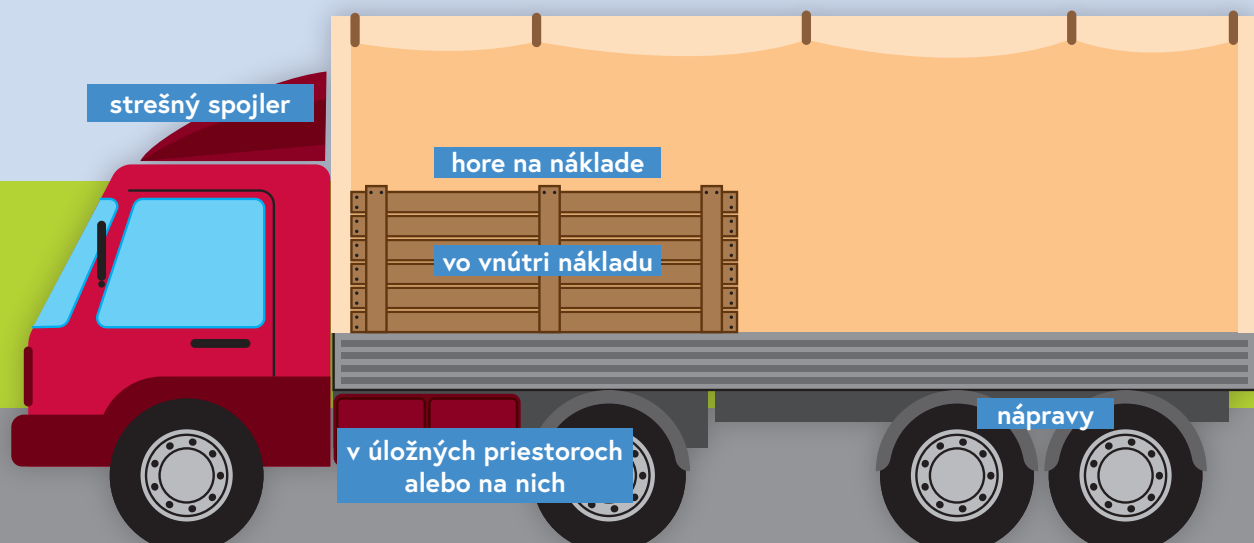 strešný spojler
hore na náklade
vo vnútri nákladu
nápravy
v úložných priestoroch
alebo na nich